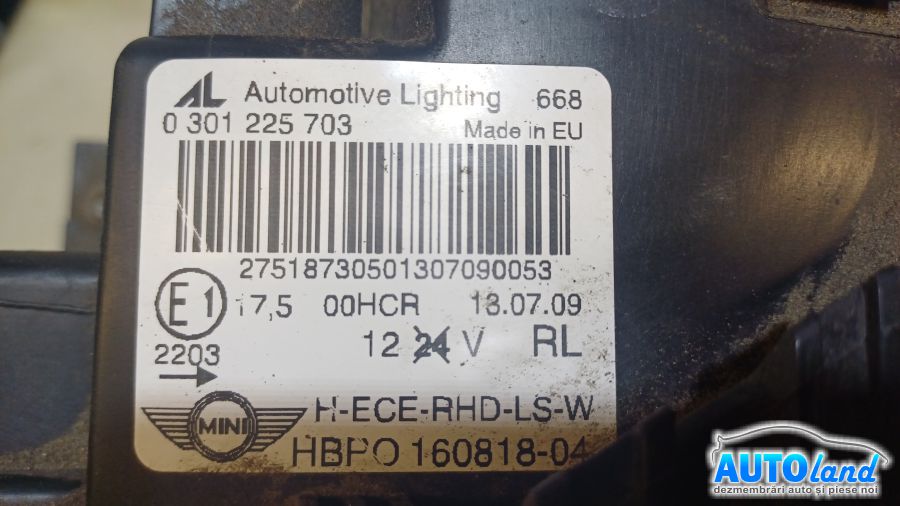 AL Automotive Lighting 668
0 301 225 703 Made in EU
27518730501307090053
E1 17,5 00HCR 13.07.09
2203 12 24 V RL
MINI H-ECE-RHD-LS-W
HBPO 160818-04
AUTOland
dezmembrări auto și piese noi